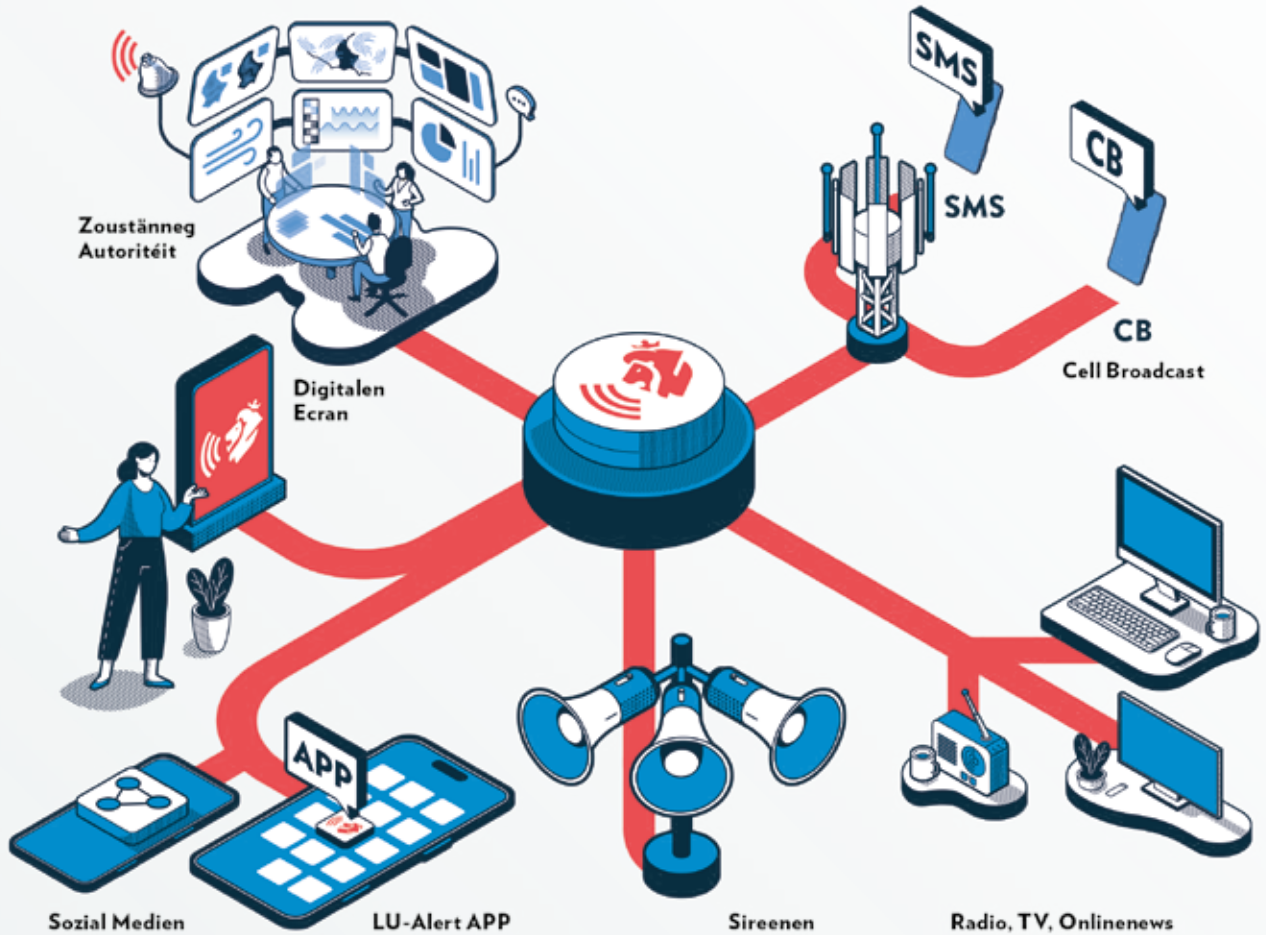 SMS
CB
Zoustänneg
Autoritéit
SMS
CB
Cell Broadcast
Digitalen
Ecran
APP
Sozial Medien
LU-Alert APP
Sireenen
Radio, TV, Onlinenews